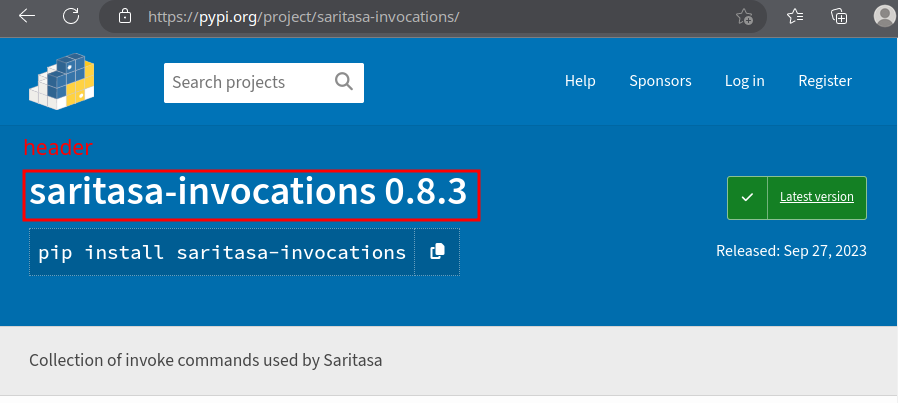 https://pypi.org/project/saritasa-invocations/
Search projects
Help Sponsors Log in Register
header
saritasa-invocations 0.8.3
Latest version
pip install saritasa-invocations
Released: Sep 27, 2023
Collection of invoke commands used by Saritasa